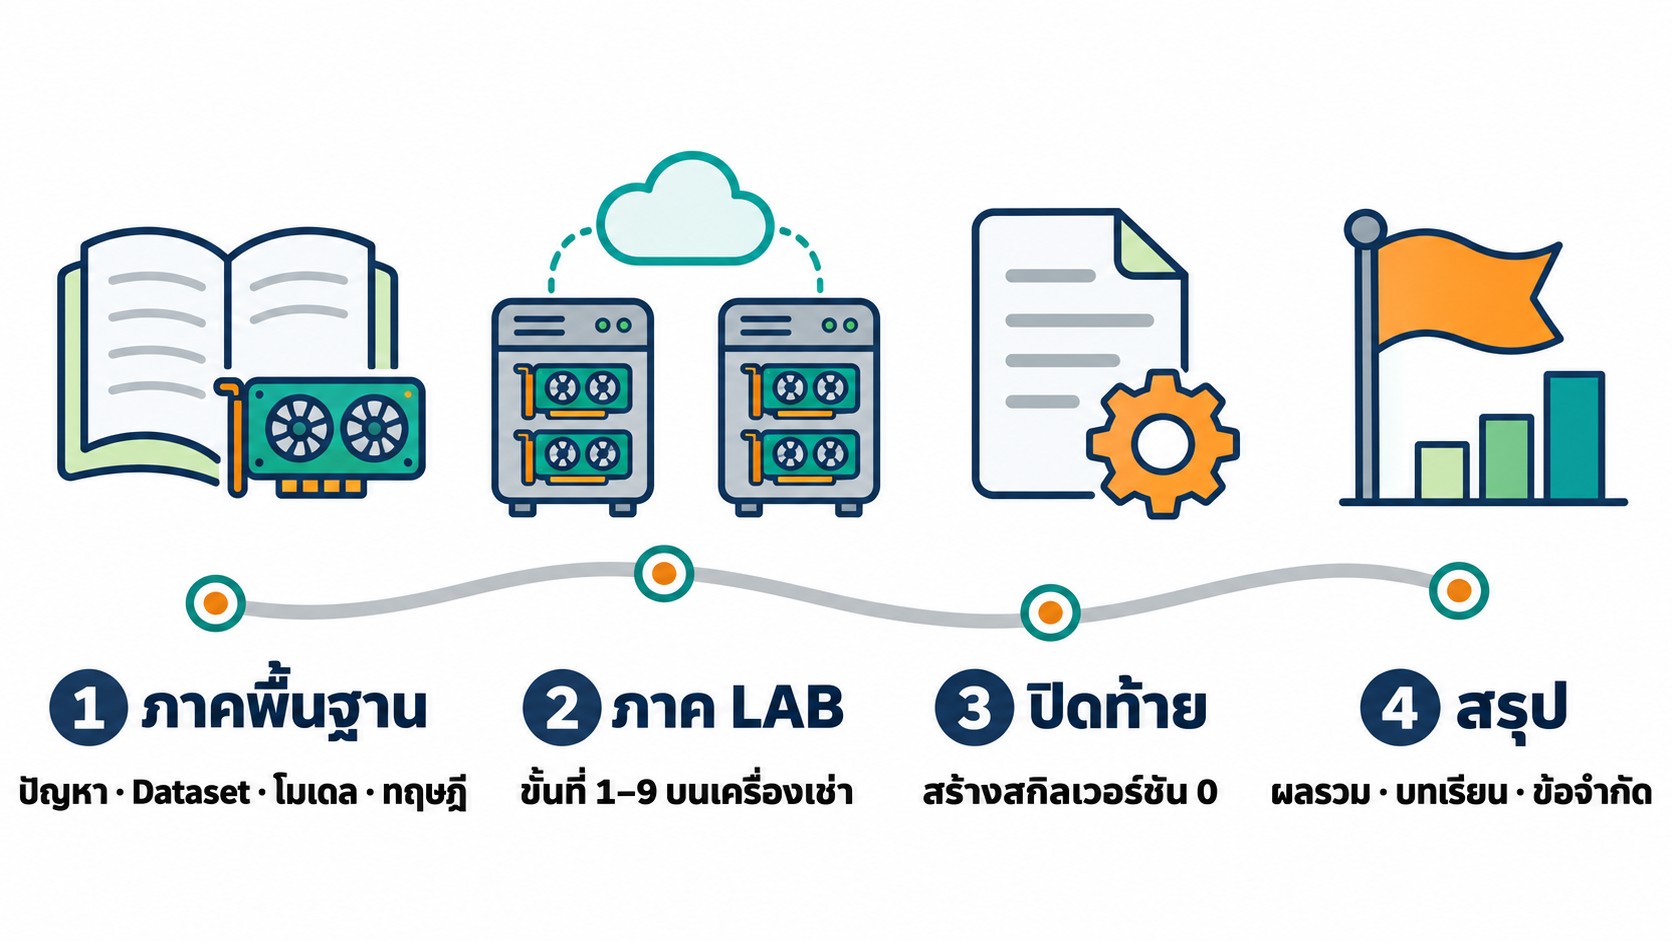 1 ภาคพื้นฐาน
ปัญหา · Dataset · โมเดล · ทฤษฎี
2 ภาค LAB
ขั้นที่ 1–9 บนเครื่องเช่า
3 ปิดท้าย
สร้างสกิลเวอร์ชัน 0
4 สรุป
ผลรวม · บทเรียน · ข้อจำกัด